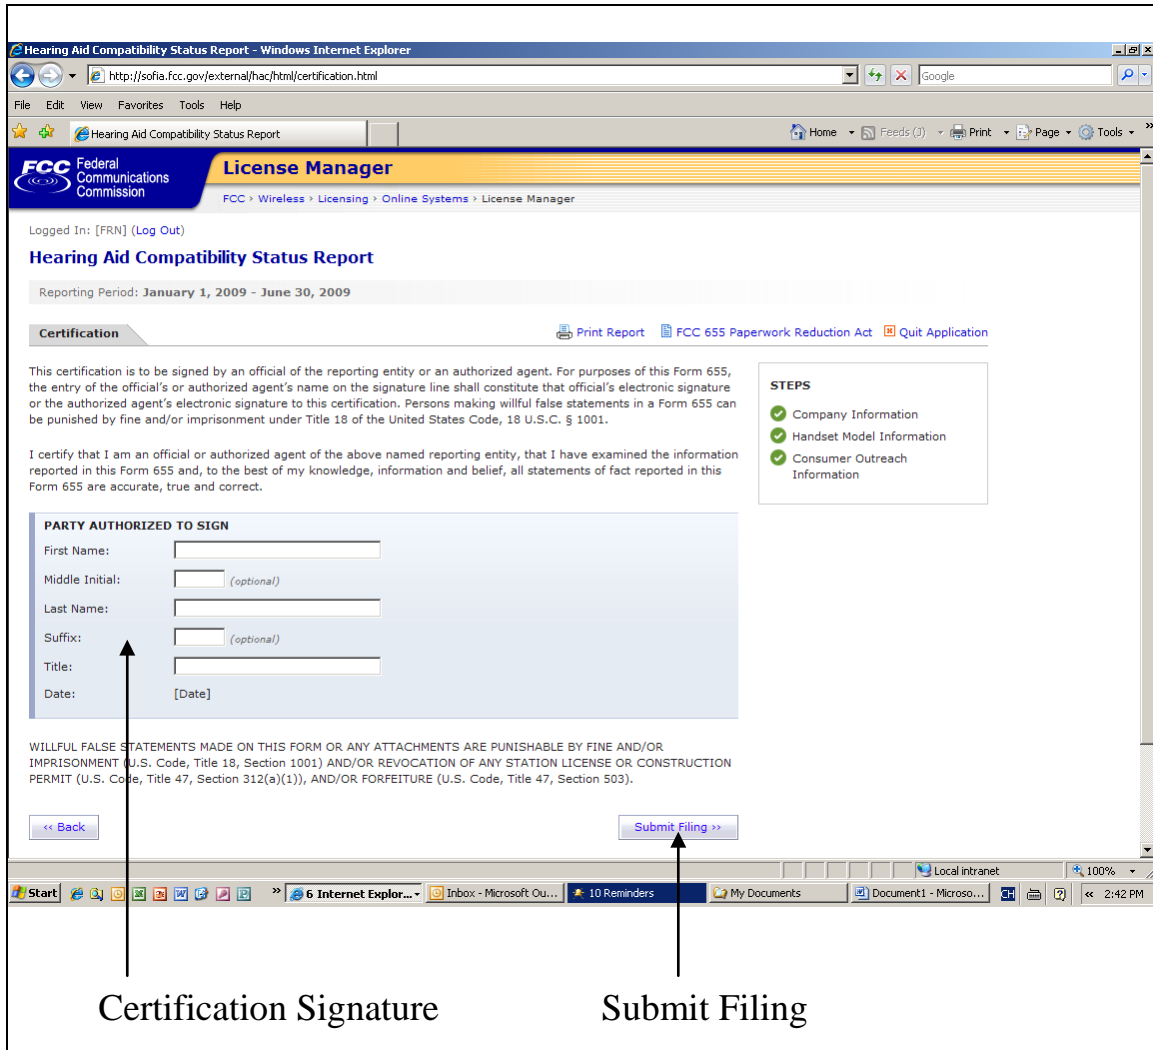 Hearing Aid Compatibility Status Report - Windows Internet Explorer
http://sofia.fcc.gov/external/hac/html/certification.html
Google
File Edit View Favorites Tools Help
Hearing Aid Compatibility Status Report
Home Feeds (J) Print Page Tools »
FCC Federal Communications Commission
License Manager
FCC > Wireless > Licensing > Online Systems > License Manager
Logged In: [FRN] (Log Out)
Hearing Aid Compatibility Status Report
Reporting Period: January 1, 2009 - June 30, 2009
Certification
Print Report FCC 655 Paperwork Reduction Act Quit Application
This certification is to be signed by an official of the reporting entity or an authorized agent. For purposes of this Form 655,
the entry of the official's or authorized agent's name on the signature line shall constitute that official's electronic signature
or the authorized agent's electronic signature to this certification. Persons making willful false statements in a Form 655 can
be punished by fine and/or imprisonment under Title 18 of the United States Code, 18 U.S.C. § 1001.
I certify that I am an official or authorized agent of the above named reporting entity, that I have examined the information
reported in this Form 655 and, to the best of my knowledge, information and belief, all statements of fact reported in this
Form 655 are accurate, true and correct.
STEPS
Company Information
Handset Model Information
Consumer Outreach
Information
PARTY AUTHORIZED TO SIGN
First Name:
Middle Initial: (optional)
Last Name:
Suffix: (optional)
Title:
Date: [Date]
WILLFUL FALSE STATEMENTS MADE ON THIS FORM OR ANY ATTACHMENTS ARE PUNISHABLE BY FINE AND/OR
IMPRISONMENT (U.S. Code, Title 18, Section 1001) AND/OR REVOCATION OF ANY STATION LICENSE OR CONSTRUCTION
PERMIT (U.S. Code, Title 47, Section 312(a)(1)), AND/OR FORFEITURE (U.S. Code, Title 47, Section 503).
‹‹ Back
Submit Filing ››
Local intranet 100%
Start » 6 Internet Explor... Inbox - Microsoft Ou... 10 Reminders My Documents Document1 - Microso... CH « 2:42 PM
Certification Signature
Submit Filing